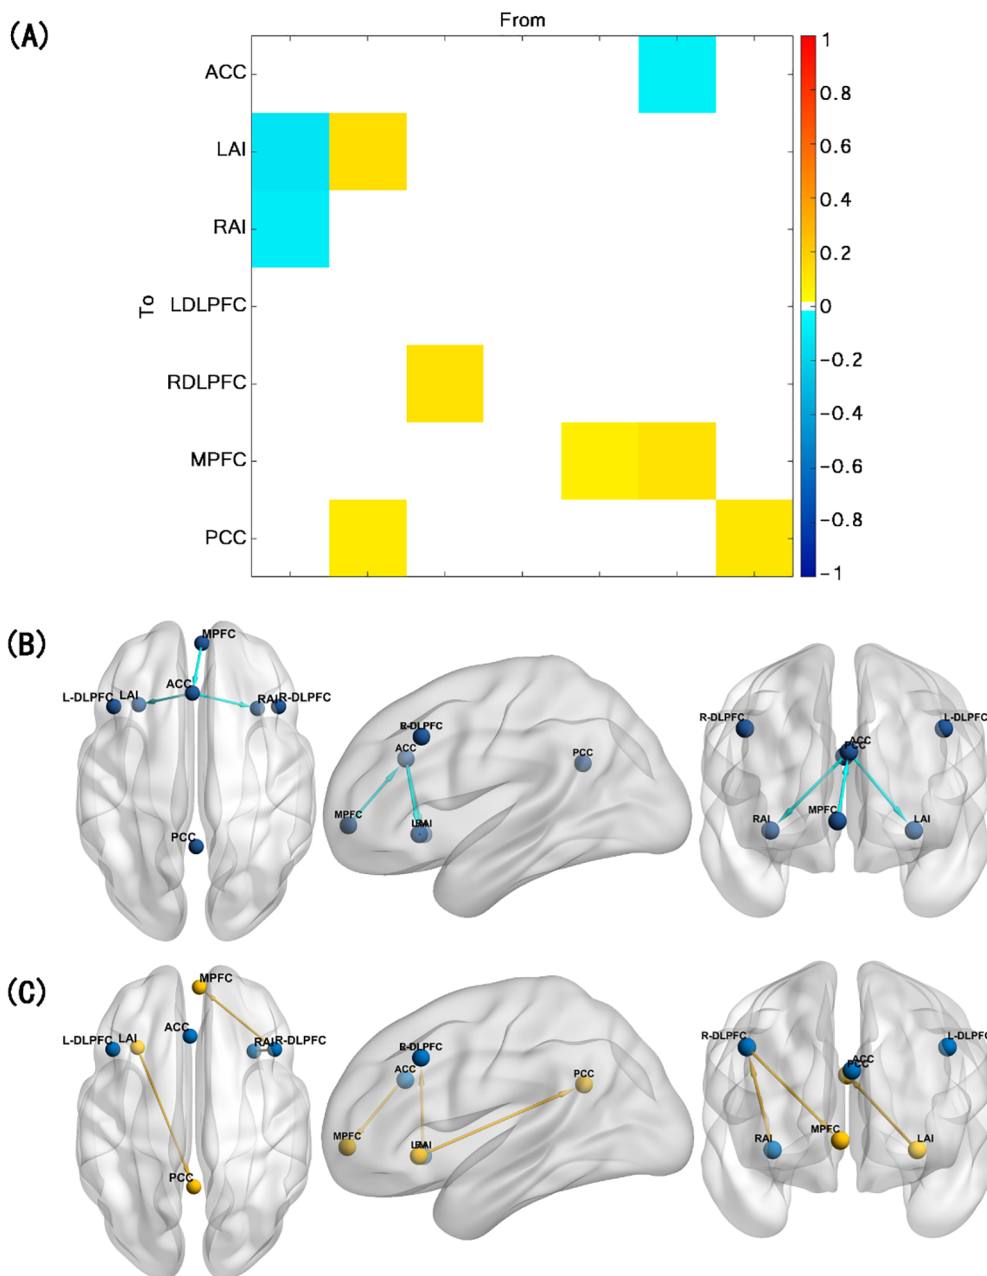 (A)
From
To
ACC
LAI
RAI
LDLPFC
RDLPFC
MPFC
PCC
1
0.8
0.6
0.4
0.2
0
-0.2
-0.4
-0.6
-0.8
-1
(B)
MPFC
ACC
L-DLPFC
LAI
RAI
R-DLPFC
PCC
R-DLPFC
ACC
PCC
MPFC
R-DLPFC
L-DLPFC
ACC
PCC
MPFC
RAI
LAI
(C)
MPFC
ACC
L-DLPFC
LAI
RAI
R-DLPFC
PCC
R-DLPFC
ACC
PCC
MPFC
R-DLPFC
L-DLPFC
ACC
PCC
RAI
MPFC
LAI